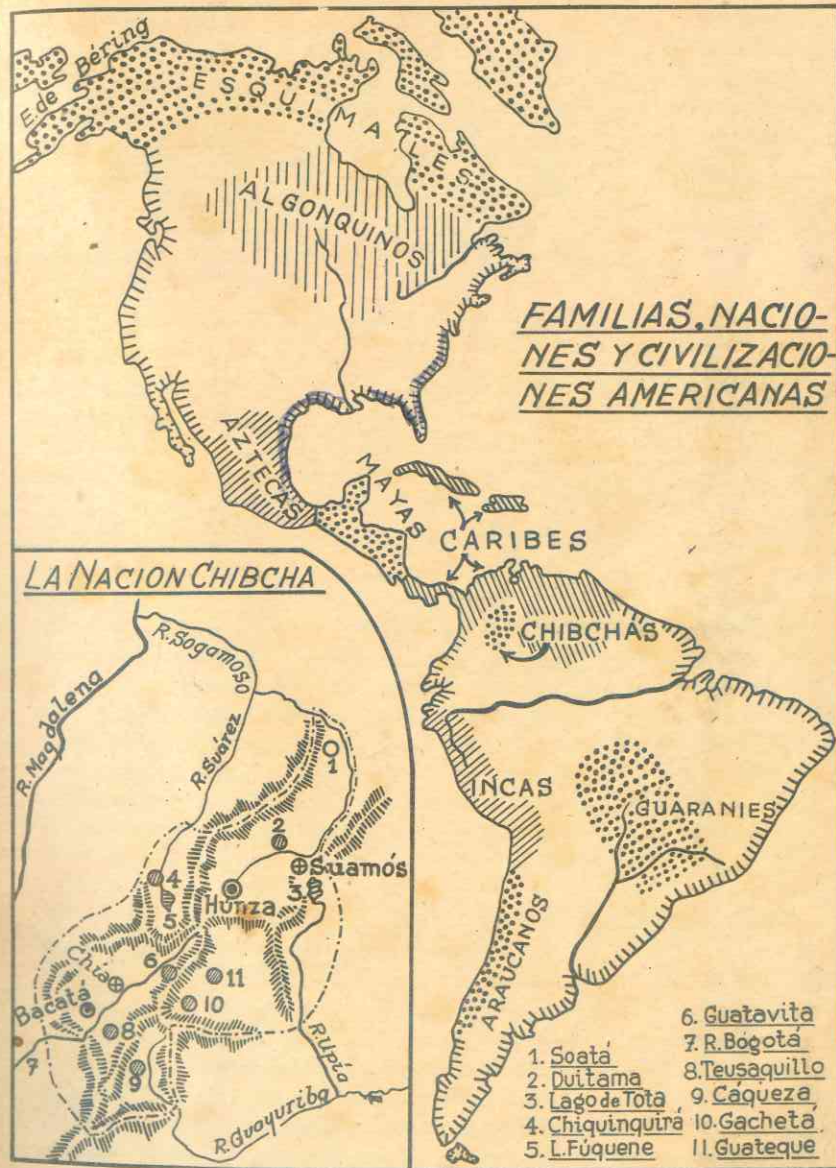 E. de Béring
ESQUIMALES
ALGONQUINOS
FAMILIAS, NACIO-
NES Y CIVILIZACIO-
NES AMERICANAS
AZTECAS
MAYAS
CARIBES
CHIBCHAS
INCAS
GUARANIES
ARAUCANOS
LA NACION CHIBCHA
R. Sogamoso
R. Magdalena
R. Suárez
1
2
Suamós
3
4
Hunza
5
6
Chía
11
Bacatá
10
8
7
9
R. Upía
R. Guayuriba
1. Soatá
2. Duitama
3. Lago de Tota
4. Chiquinquirá
5. L. Fúquene
6. Guatavita
7. R. Bogotá
8. Teusaquillo
9. Cáqueza
10. Gachetá
11. Guateque